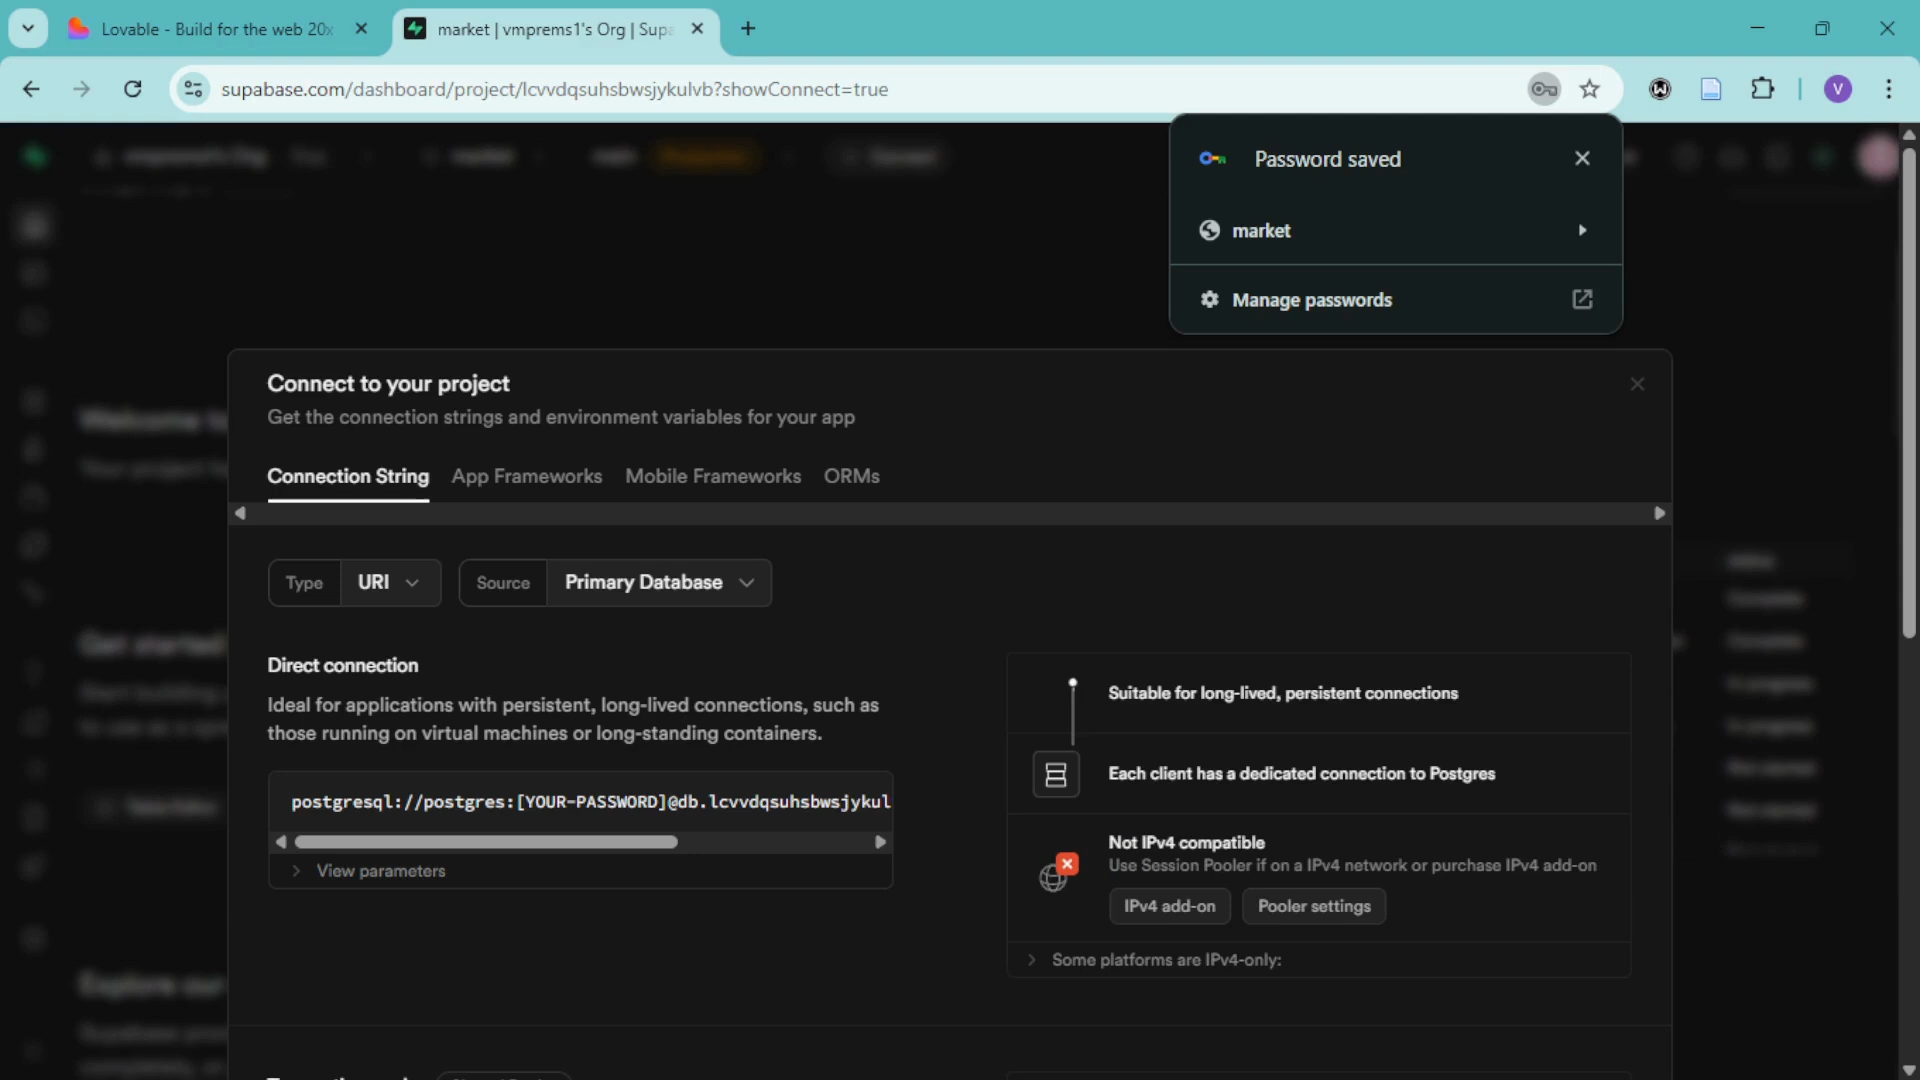 Lovable - Build for the web 20x
market | vmprems1's Org | Supa
supabase.com/dashboard/project/lcvvdqsuhsbwsjykulvb?showConnect=true
V
Password saved
market
Manage passwords
Connect to your project
Get the connection strings and environment variables for your app
Connection String App Frameworks Mobile Frameworks ORMs
Type URI Source Primary Database
Direct connection
Ideal for applications with persistent, long-lived connections, such as
those running on virtual machines or long-standing containers.
postgresql://postgres:[YOUR-PASSWORD]@db.lcvvdqsuhsbwsjykul
View parameters
Suitable for long-lived, persistent connections
Each client has a dedicated connection to Postgres
Not IPv4 compatible
Use Session Pooler if on a IPv4 network or purchase IPv4 add-on
IPv4 add-on Pooler settings
Some platforms are IPv4-only: